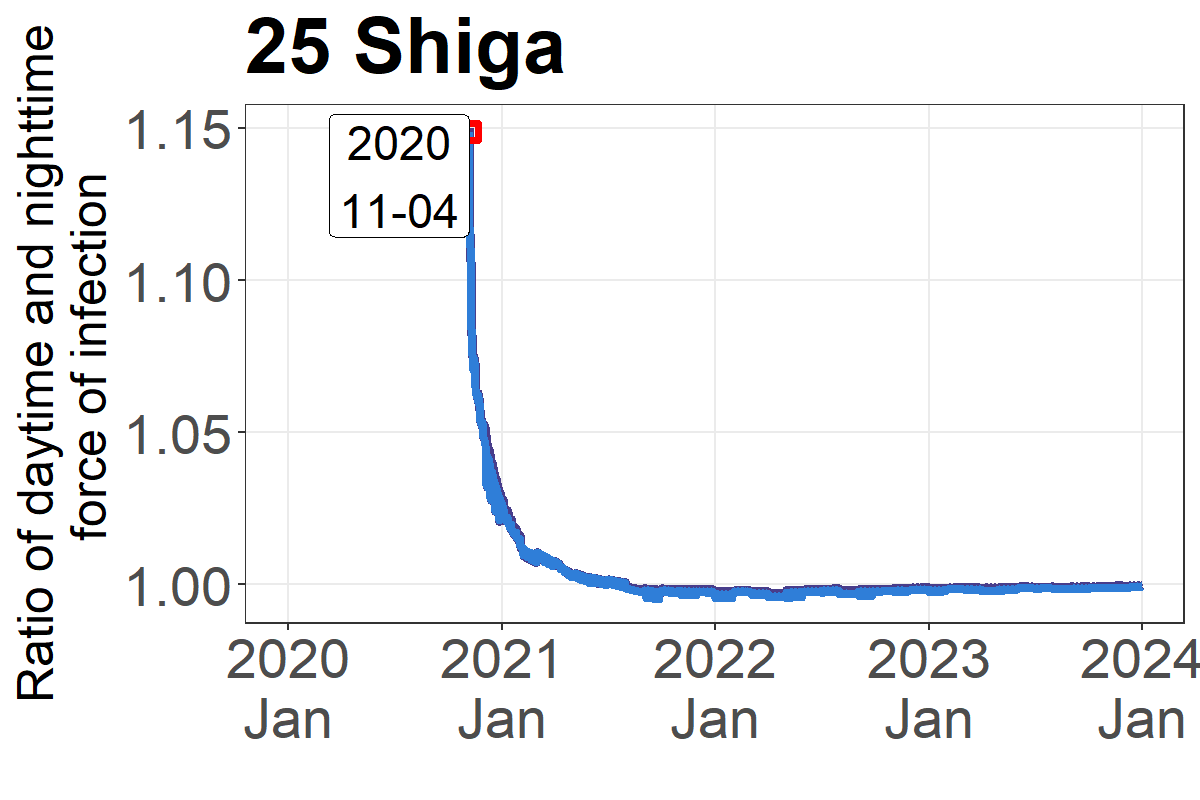 25 Shiga
Ratio of daytime and nighttime
force of infection
1.15
1.10
1.05
1.00
2020
11-04
2020
Jan
2021
Jan
2022
Jan
2023
Jan
2024
Jan